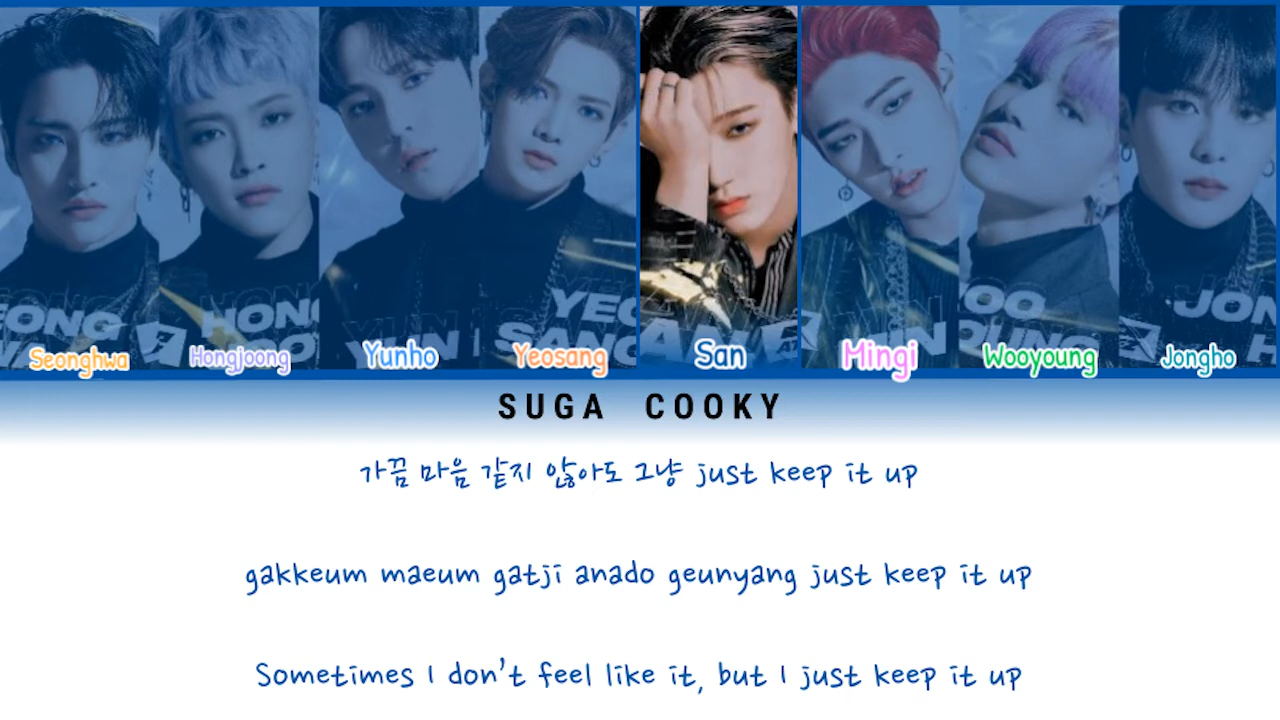 Seonghwa Hongjoong Yunho Yeosang San Mingi Wooyoung Jongho
SUGA COOKY
가끔 마음 같지 않아도 그냥 just keep it up
gakkeum maeum gatji anado geunyang just keep it up
Sometimes I don't feel like it, but I just keep it up